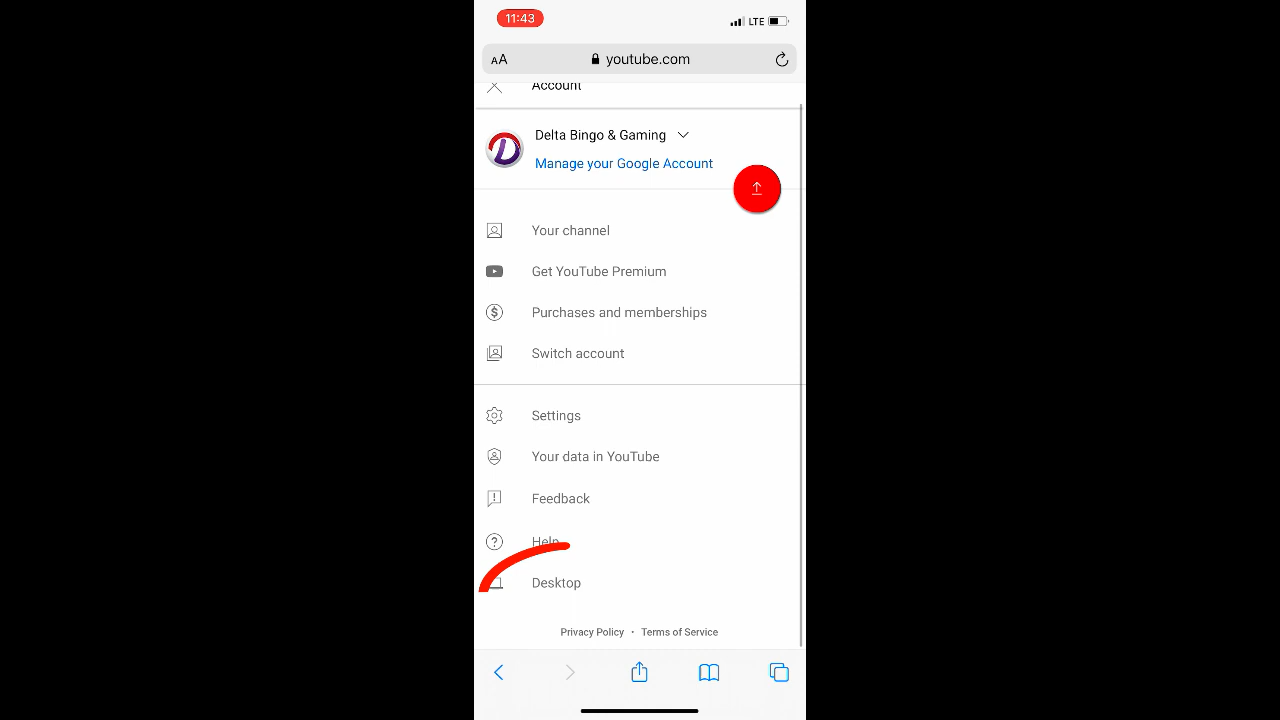 11:43
LTE
AA
youtube.com
Account
Delta Bingo & Gaming
Manage your Google Account
Your channel
Get YouTube Premium
Purchases and memberships
Switch account
Settings
Your data in YouTube
Feedback
Help
Desktop
Privacy Policy • Terms of Service